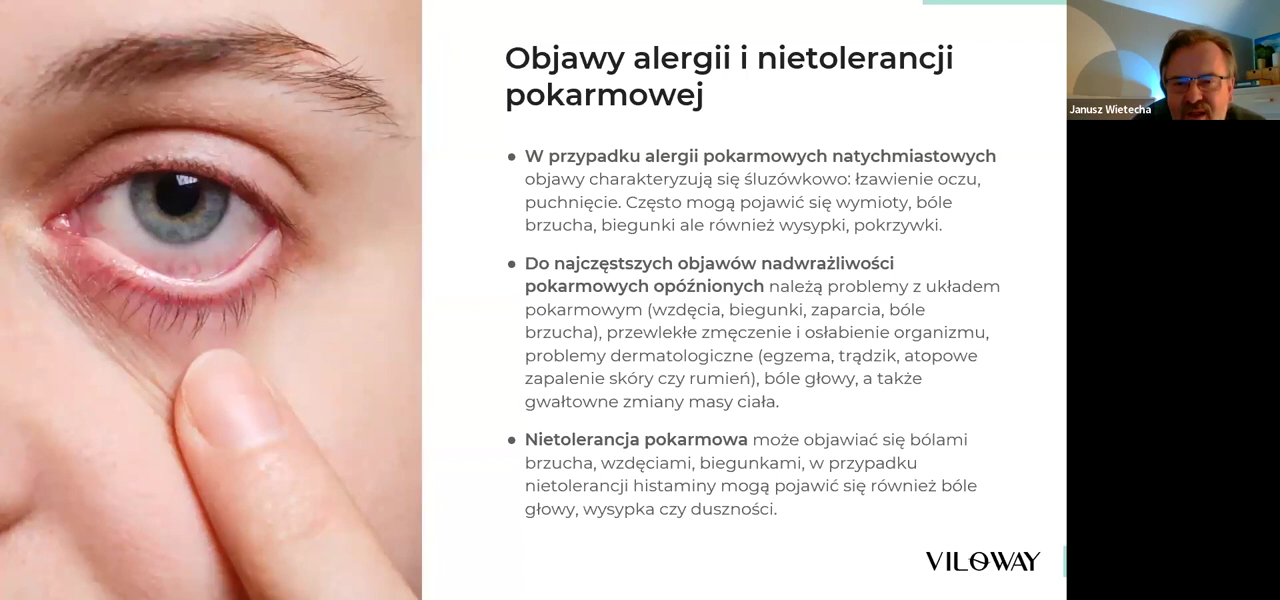 Objawy alergii i nietolerancji
pokarmowej
● W przypadku alergii pokarmowych natychmiastowych
objawy charakteryzują się śluzówkowo: łzawienie oczu,
puchnięcie. Często mogą pojawić się wymioty, bóle
brzucha, biegunki ale również wysypki, pokrzywki.
● Do najczęstszych objawów nadwrażliwości
pokarmowych opóźnionych należą problemy z układem
pokarmowym (wzdęcia, biegunki, zaparcia, bóle
brzucha), przewlekłe zmęczenie i osłabienie organizmu,
problemy dermatologiczne (egzema, trądzik, atopowe
zapalenie skóry czy rumień), bóle głowy, a także
gwałtowne zmiany masy ciała.
● Nietolerancja pokarmowa może objawiać się bólami
brzucha, wzdęciami, biegunkami, w przypadku
nietolerancji histaminy mogą pojawić się również bóle
głowy, wysypka czy duszności.
VILOWAY
Janusz Wietecha